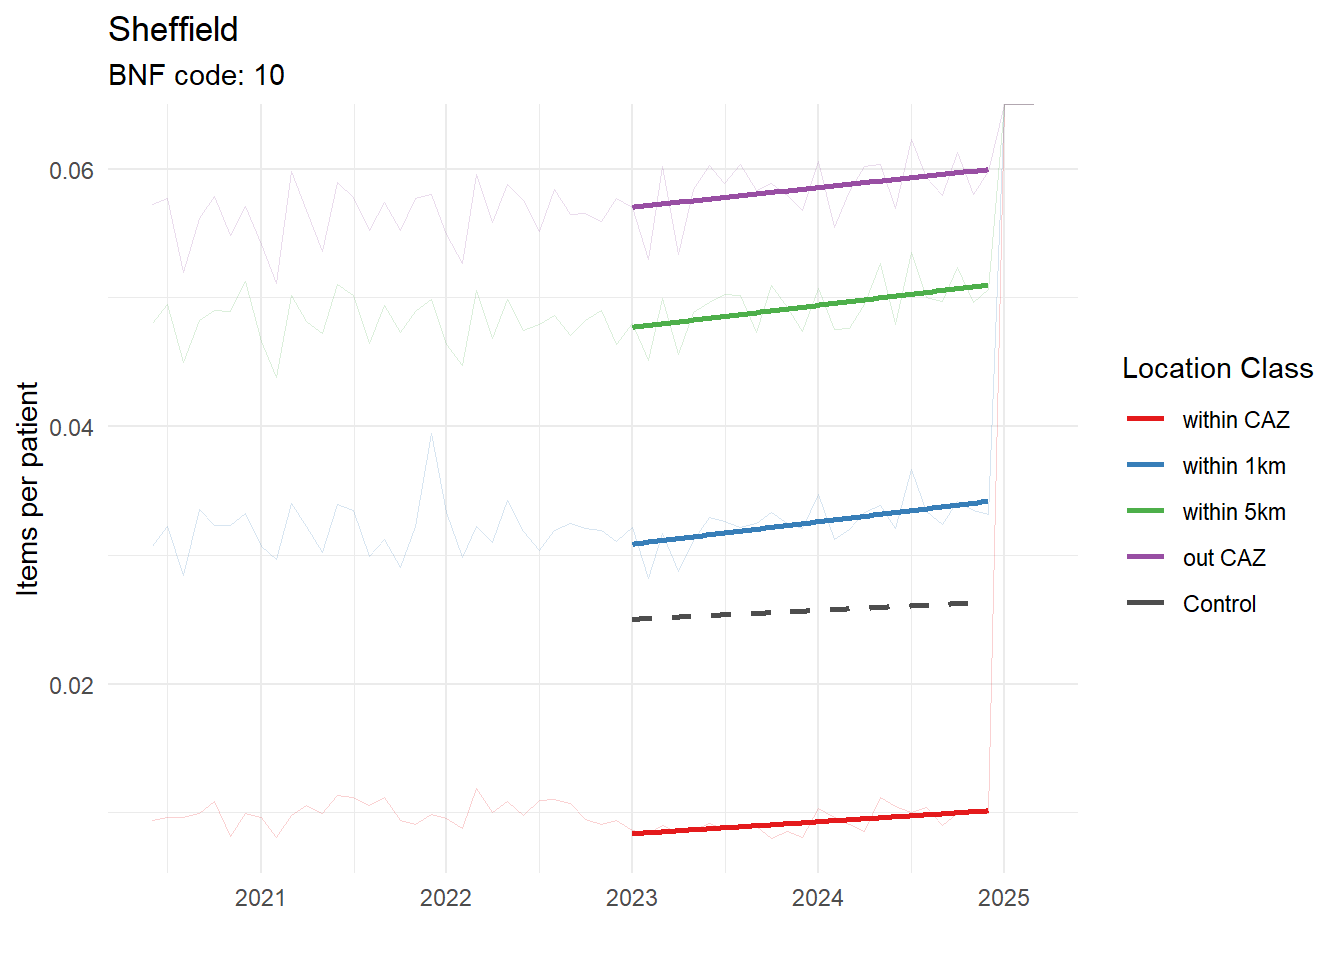 Sheffield
BNF code: 10
Items per patient
0.06
0.04
0.02
2021
2022
2023
2024
2025
Location Class
within CAZ
within 1km
within 5km
out CAZ
Control